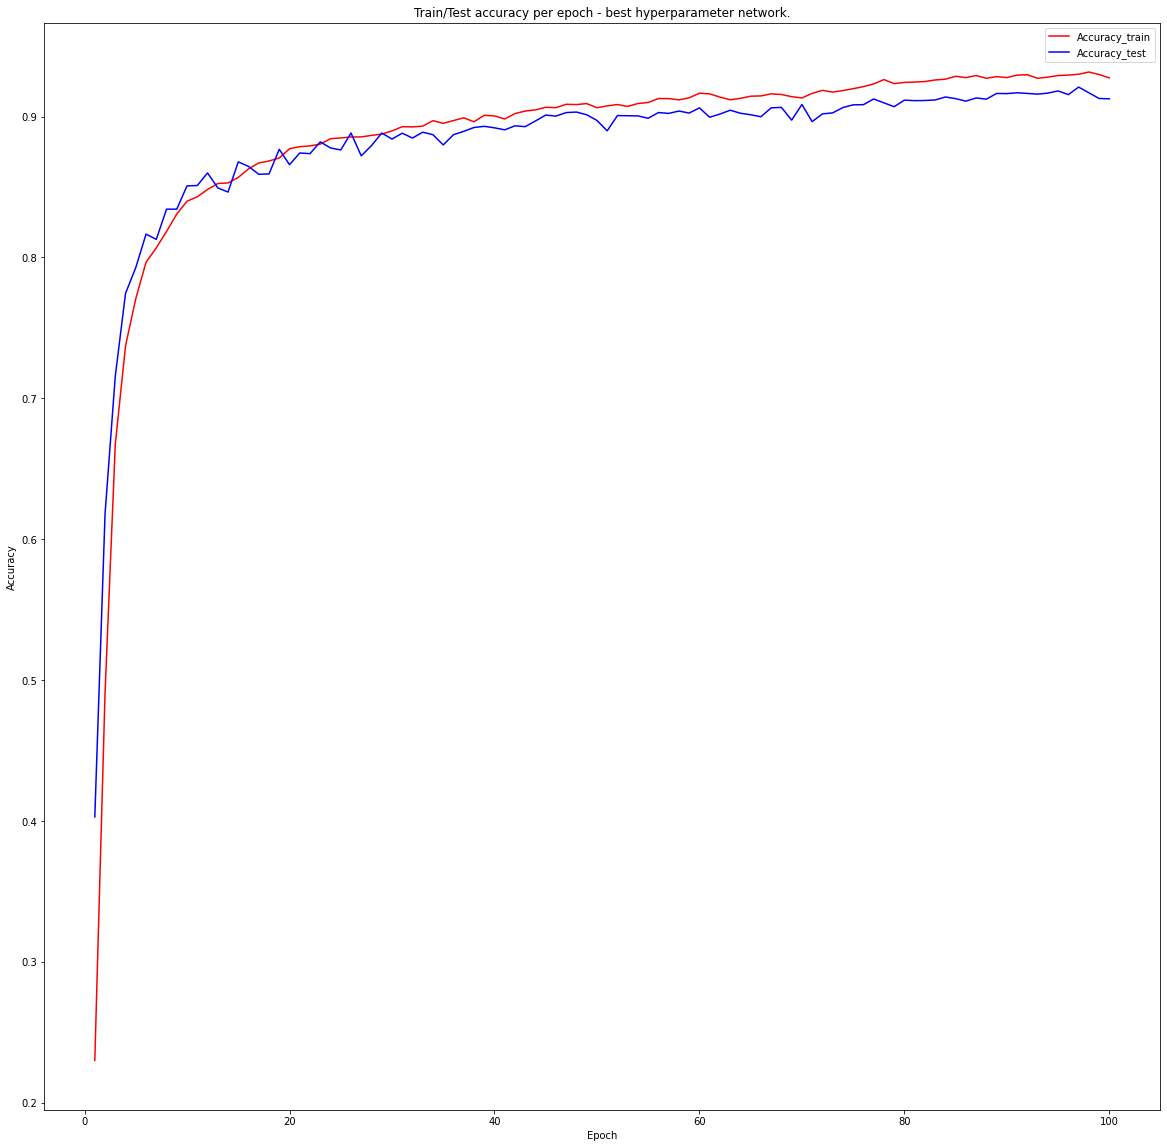 Train/Test accuracy per epoch - best hyperparameter network.
Accuracy_train
Accuracy_test
0.9
0.8
0.7
0.6
Accuracy
0.5
0.4
0.3
0.2
0 20 40 60 80 100
Epoch